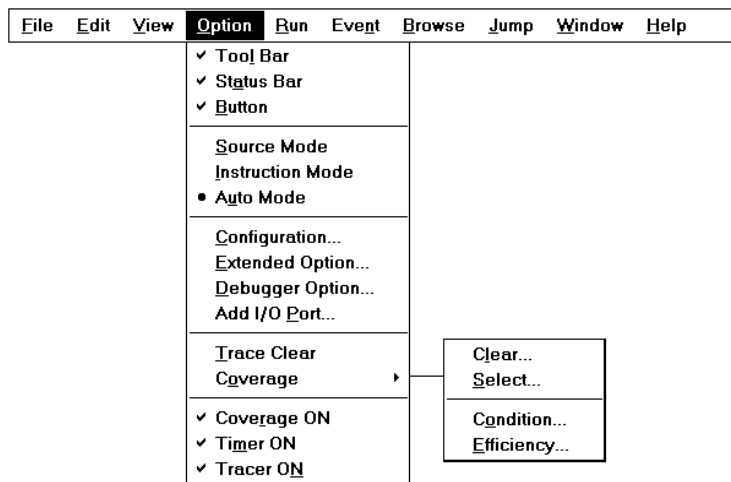 File Edit View Option Run Event Browse Jump Window Help
Tool Bar
Status Bar
Button
Source Mode
Instruction Mode
Auto Mode
Configuration...
Extended Option...
Debugger Option...
Add I/O Port...
Trace Clear
Coverage
Clear...
Select...
Condition...
Efficiency...
Coverage ON
Timer ON
Tracer ON